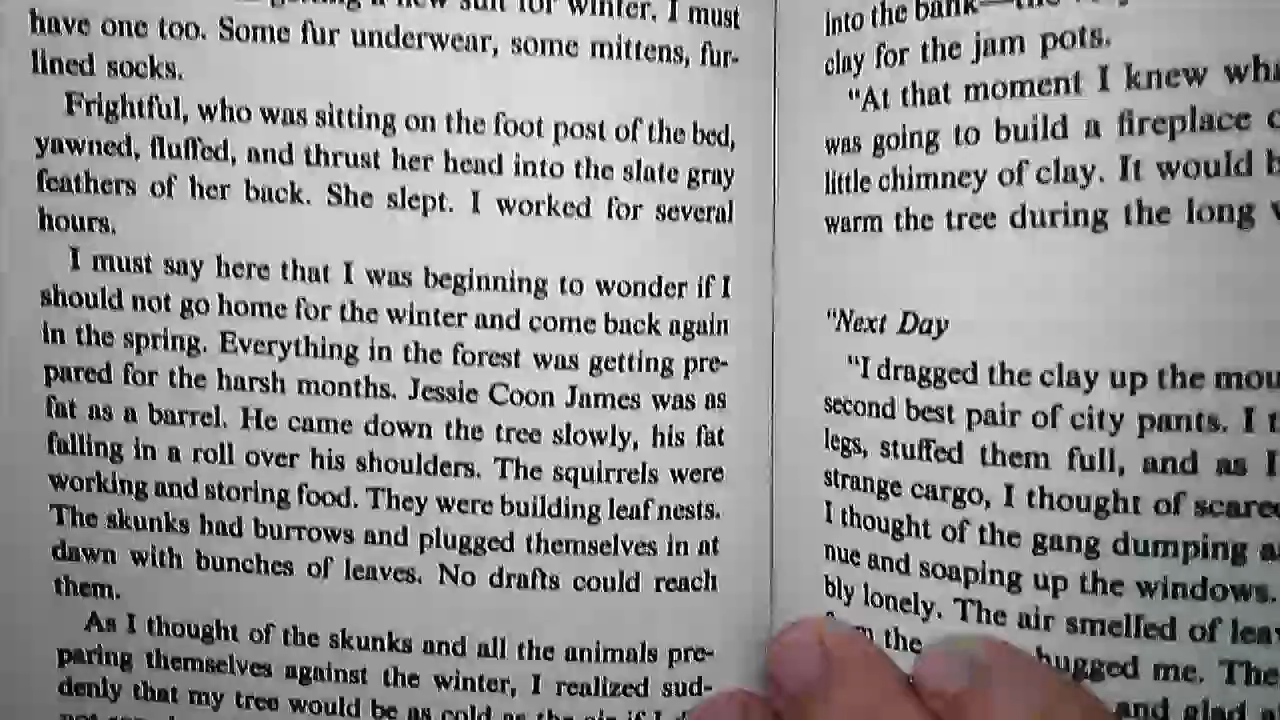 a new suit for winter. I must
have one too. Some fur underwear, some mittens, fur-
lined socks.
Frightful, who was sitting on the foot post of the bed,
yawned, fluffed, and thrust her head into the slate gray
feathers of her back. She slept. I worked for several
hours.
I must say here that I was beginning to wonder if I
should not go home for the winter and come back again
in the spring. Everything in the forest was getting pre-
pared for the harsh months. Jessie Coon James was as
fat as a barrel. He came down the tree slowly, his fat
falling in a roll over his shoulders. The squirrels were
working and storing food. They were building leaf nests.
The skunks had burrows and plugged themselves in at
dawn with bunches of leaves. No drafts could reach
them.
As I thought of the skunks and all the animals pre-
paring themselves against the winter, I realized sud-
denly that my tree would be as cold as the air if I
into the bank—the
clay for the jam pots.
"At that moment I knew
was going to build a fireplace
little chimney of clay. It would
warm the tree during the long
"Next Day
"I dragged the clay up the
second best pair of city pants. I
legs, stuffed them full, and as I
strange cargo, I thought of
I thought of the gang dumping
nue and soaping up the windows.
bly lonely. The air smelled of
the
hugged me. The
and glad